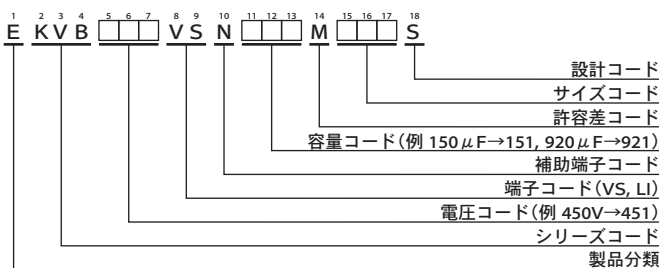 1 2 3 4 5 6 7 8 9 10 11 12 13 14 15 16 17 18
E KVB □□□ VS N □□□ M □□□ S
設計コード
サイズコード
許容差コード
容量コード(例 150μF→151, 920μF→921)
補助端子コード
端子コード(VS, LI)
電圧コード(例 450V→451)
シリーズコード
製品分類